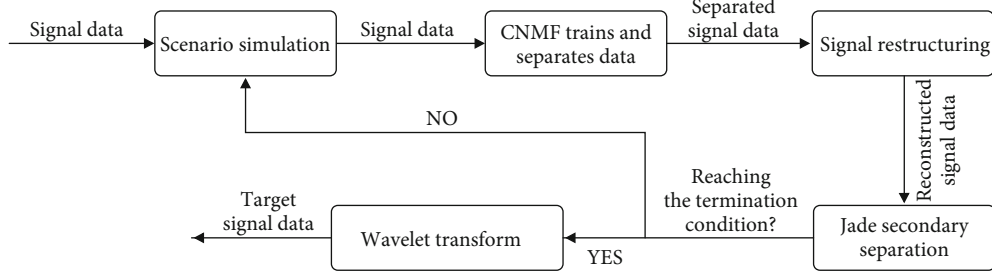 Signal data
Scenario simulation
Signal data
CNMF trains and
separates data
Separated
signal data
Signal restructuring
Reconstructed
signal data
NO
Reaching
the termination
condition?
Jade secondary
separation
YES
Wavelet transform
Target
signal data